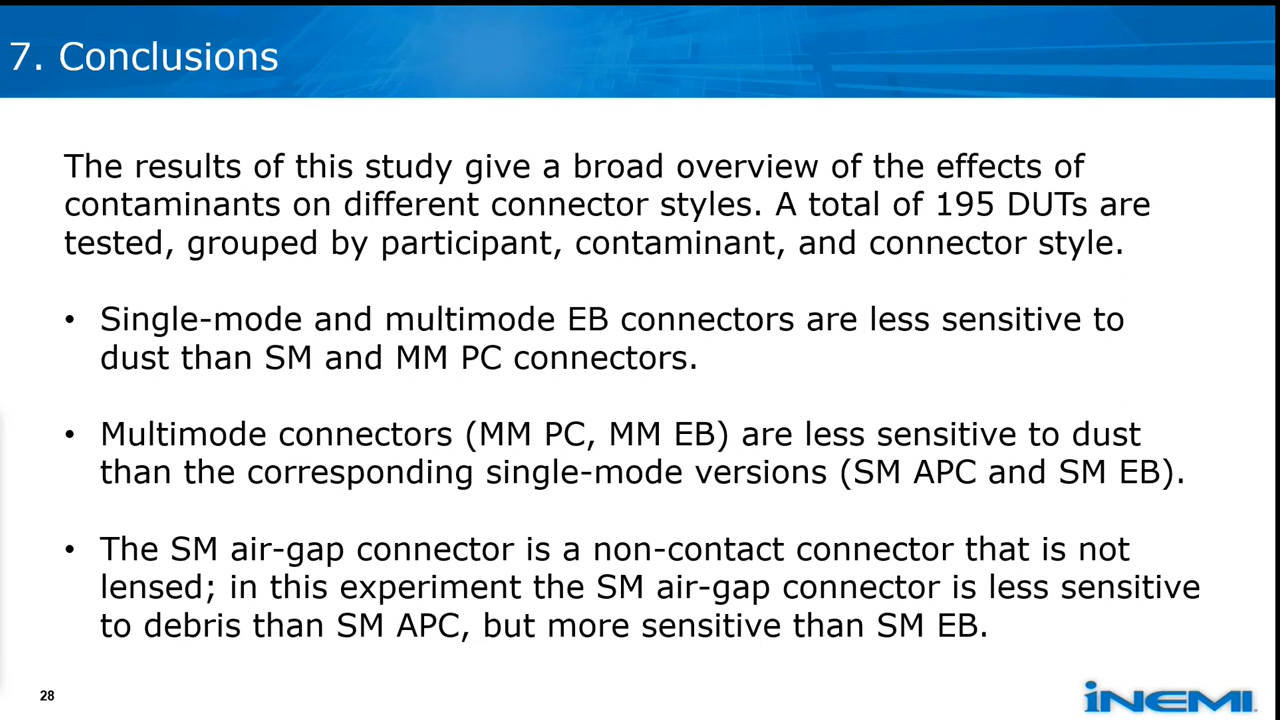 7. Conclusions
The results of this study give a broad overview of the effects of
contaminants on different connector styles. A total of 195 DUTs are
tested, grouped by participant, contaminant, and connector style.
• Single-mode and multimode EB connectors are less sensitive to
dust than SM and MM PC connectors.
• Multimode connectors (MM PC, MM EB) are less sensitive to dust
than the corresponding single-mode versions (SM APC and SM EB).
• The SM air-gap connector is a non-contact connector that is not
lensed; in this experiment the SM air-gap connector is less sensitive
to debris than SM APC, but more sensitive than SM EB.
28
iNEMI